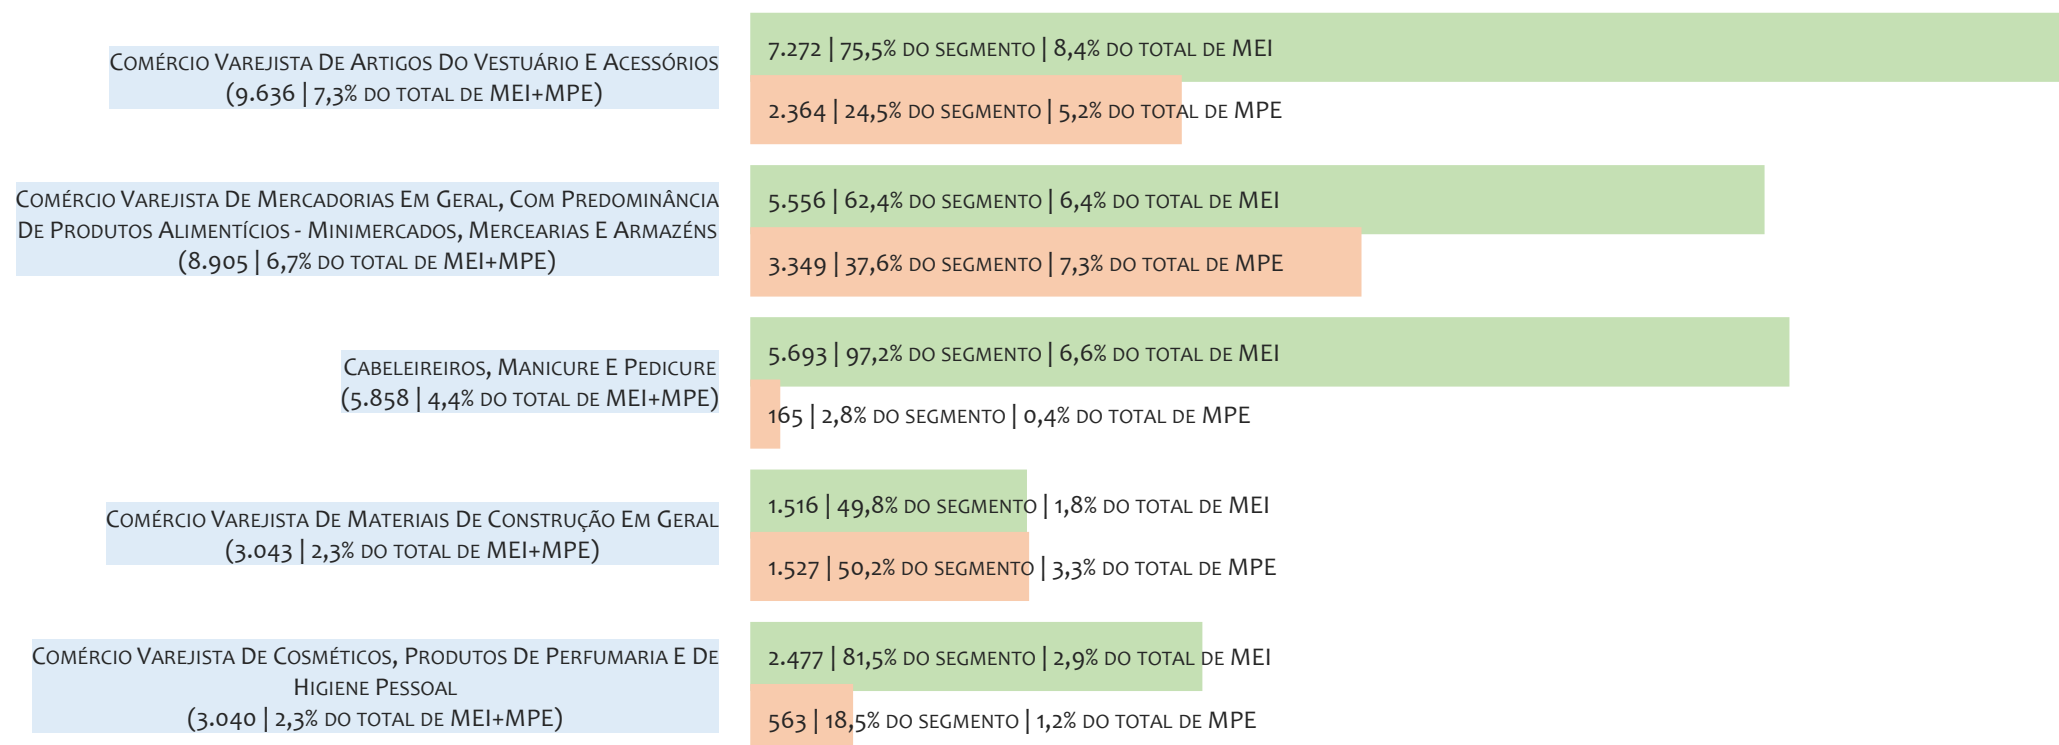 Comércio Varejista De Artigos Do Vestuário E Acessórios
(9.636 | 7,3% do total de MEI+MPE)
7.272 | 75,5% do segmento | 8,4% do total de MEI
2.364 | 24,5% do segmento | 5,2% do total de MPE
Comércio Varejista De Mercadorias Em Geral, Com Predominância
De Produtos Alimentícios - Minimercados, Mercearias E Armazéns
(8.905 | 6,7% do total de MEI+MPE)
5.556 | 62,4% do segmento | 6,4% do total de MEI
3.349 | 37,6% do segmento | 7,3% do total de MPE
Cabeleireiros, Manicure E Pedicure
(5.858 | 4,4% do total de MEI+MPE)
5.693 | 97,2% do segmento | 6,6% do total de MEI
165 | 2,8% do segmento | 0,4% do total de MPE
Comércio Varejista De Materiais De Construção Em Geral
(3.043 | 2,3% do total de MEI+MPE)
1.516 | 49,8% do segmento | 1,8% do total de MEI
1.527 | 50,2% do segmento | 3,3% do total de MPE
Comércio Varejista De Cosméticos, Produtos De Perfumaria E De
Higiene Pessoal
(3.040 | 2,3% do total de MEI+MPE)
2.477 | 81,5% do segmento | 2,9% do total de MEI
563 | 18,5% do segmento | 1,2% do total de MPE